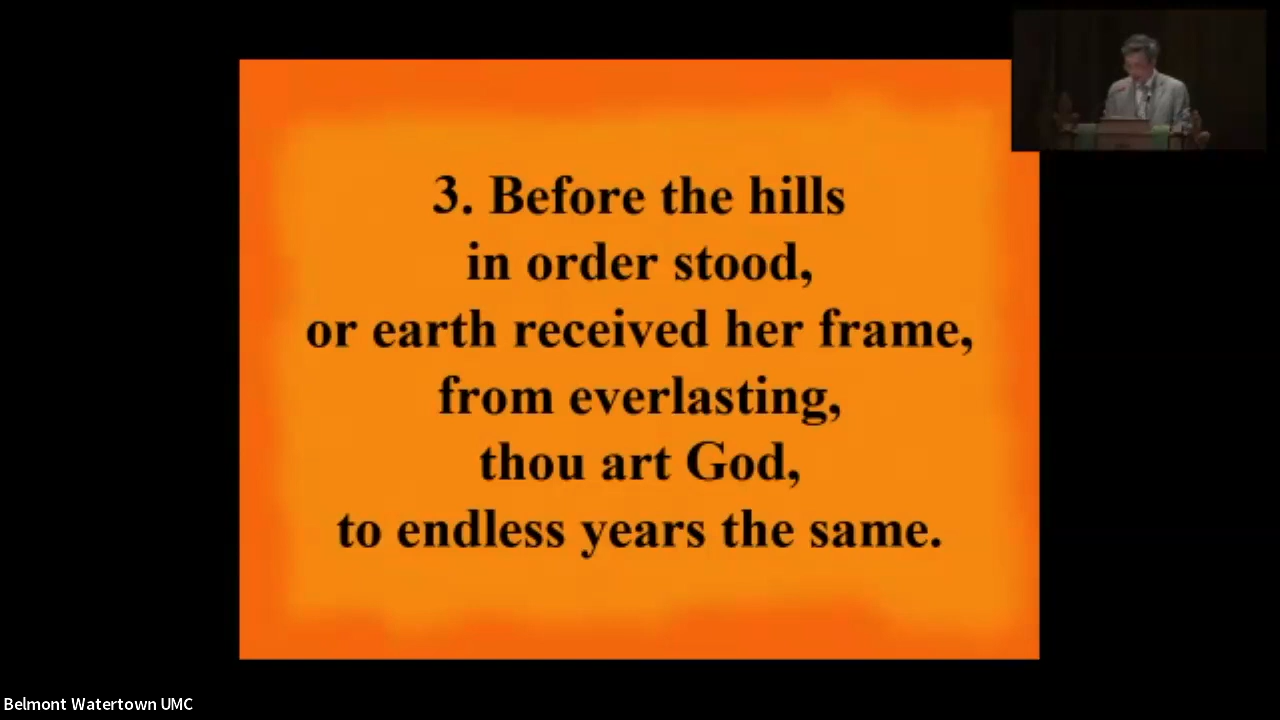 3. Before the hills
in order stood,
or earth received her frame,
from everlasting,
thou art God,
to endless years the same.
Belmont Watertown UMC